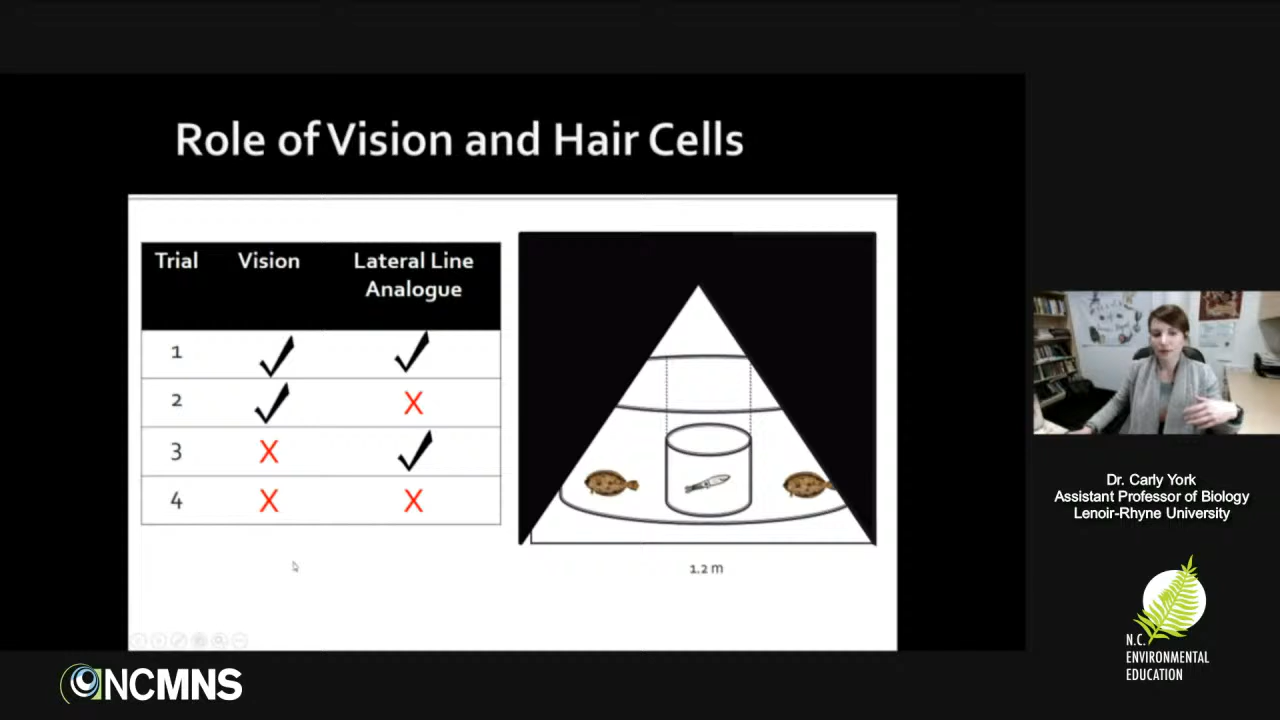 Role of Vision and Hair Cells
Trial Vision Lateral Line
Analogue
1 ✓ ✓
2 ✓ X
3 X ✓
4 X X
1.2 m
Dr. Carly York
Assistant Professor of Biology
Lenoir-Rhyne University
N.C.
ENVIRONMENTAL
EDUCATION
NCMNS